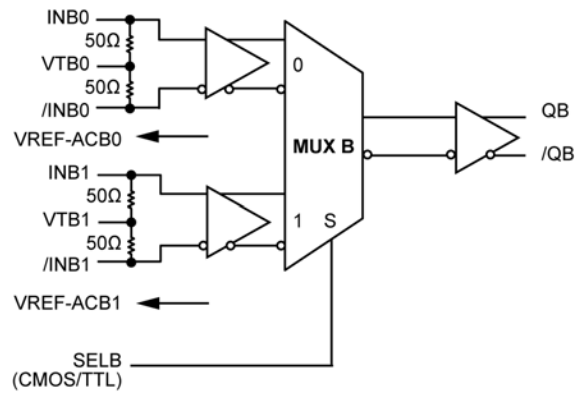 INB0
50Ω
VTB0
50Ω
/INB0
VREF-ACB0
0
MUX B
QB
/QB
INB1
50Ω
VTB1
50Ω
/INB1
1 S
VREF-ACB1
SELB
(CMOS/TTL)